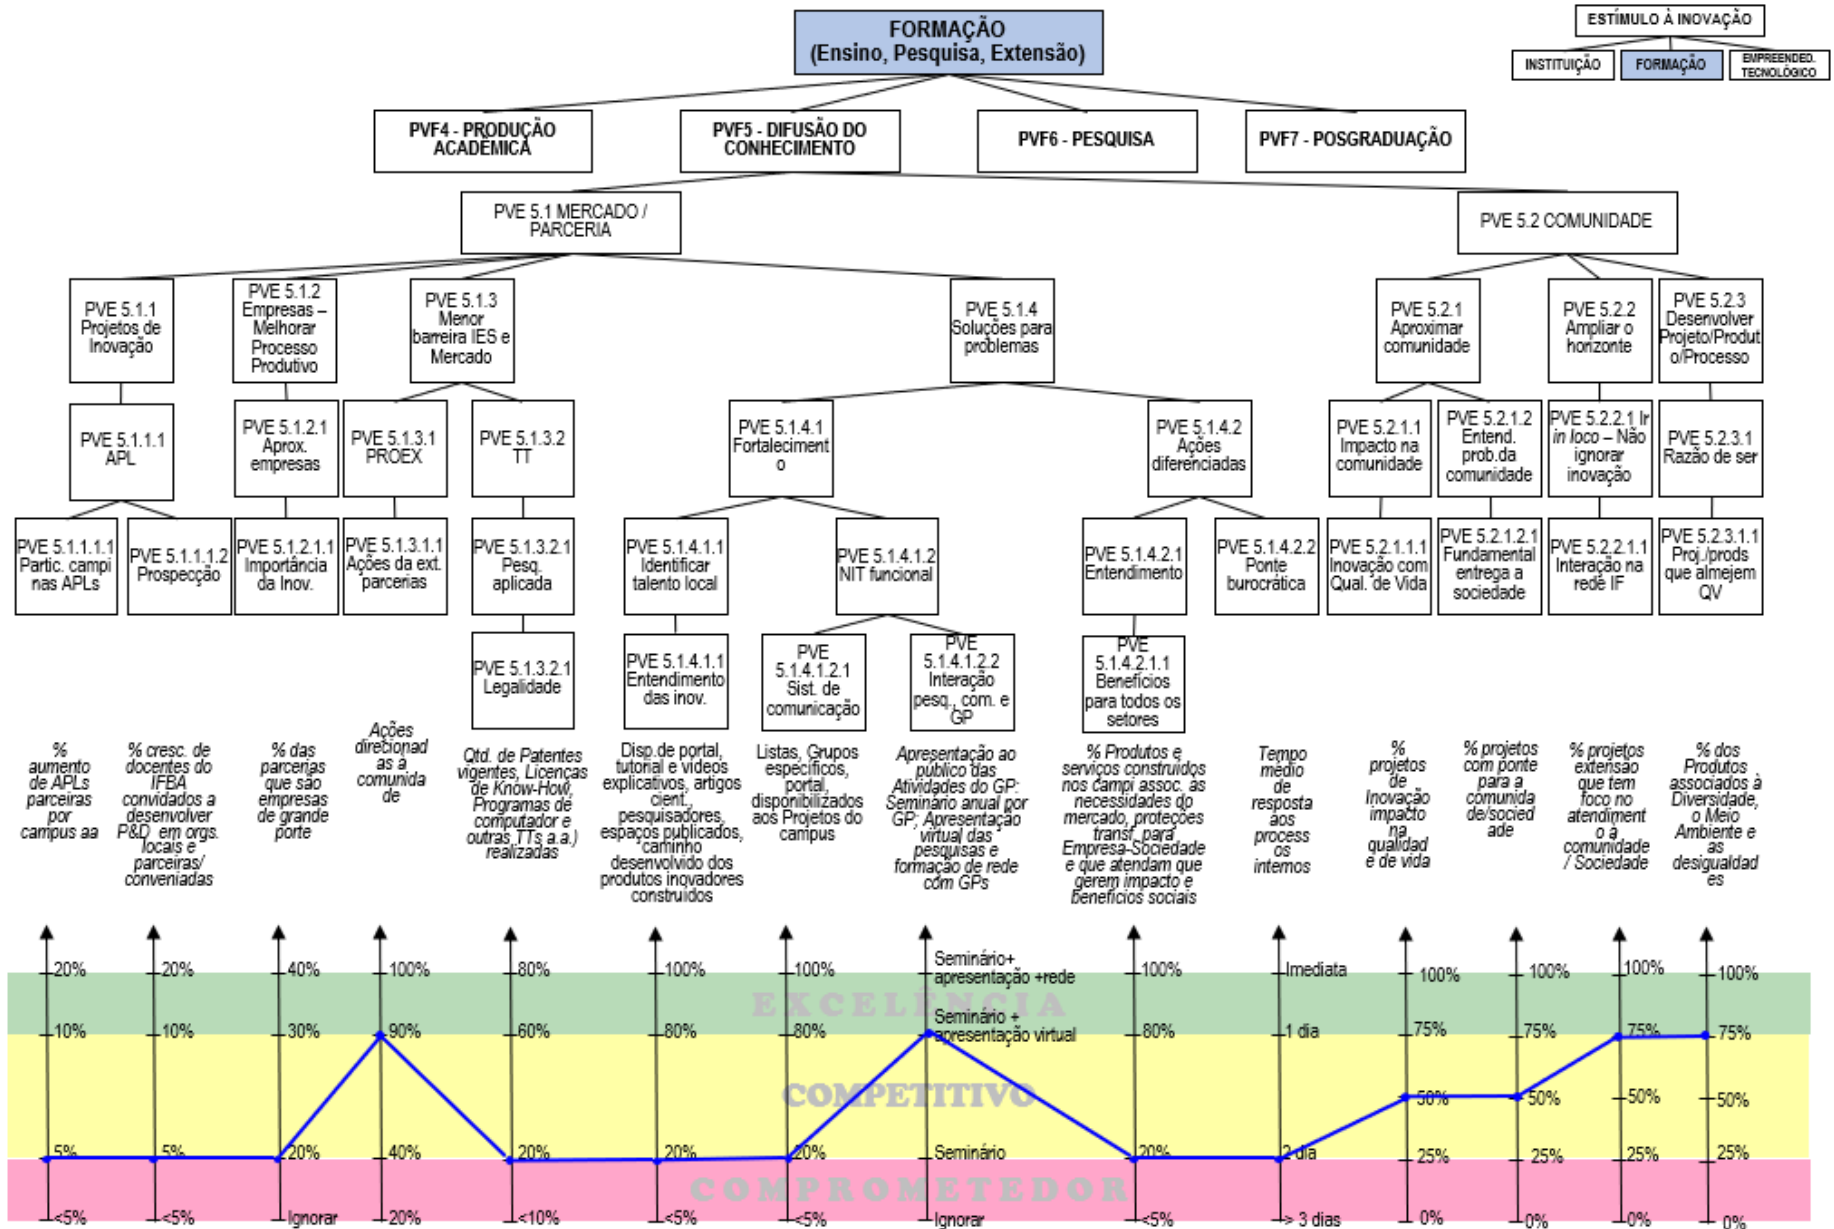 FORMAÇÃO
(Ensino, Pesquisa, Extensão)
ESTÍMULO À INOVAÇÃO
INSTITUIÇÃO
FORMAÇÃO
EMPREENDED.
TECNOLÓGICO
PVF4 - PRODUÇÃO
ACADÊMICA
PVF5 - DIFUSÃO DO
CONHECIMENTO
PVF6 - PESQUISA
PVF7 - POSGRADUAÇÃO
PVE 5.1 MERCADO /
PARCERIA
PVE 5.2 COMUNIDADE
PVE 5.1.1
Projetos de
Inovação
PVE 5.1.2
Empresas –
Melhorar
Processo
Produtivo
PVE 5.1.3
Menor
barreira IES e
Mercado
PVE 5.1.4
Soluções para
problemas
PVE 5.2.1
Aproximar
comunidade
PVE 5.2.2
Ampliar o
horizonte
PVE 5.2.3
Desenvolver
Projeto/Produt
o/Processo
PVE 5.1.1.1
APL
PVE 5.1.2.1
Aprox.
empresas
PVE 5.1.3.1
PROEX
PVE 5.1.3.2
TT
PVE 5.1.4.1
Fortaleciment
o
PVE 5.1.4.2
Ações
diferenciadas
PVE 5.2.1.1
Impacto na
comunidade
PVE 5.2.1.2
Entend.
prob.da
comunidade
PVE 5.2.2.1 Ir
in loco – Não
ignorar
inovação
PVE 5.2.3.1
Razão de ser
PVE 5.1.1.1.1
Partic. campi
nas APLs
PVE 5.1.1.1.2
Prospecção
PVE 5.1.2.1.1
Importância
da Inov.
PVE 5.1.3.1.1
Ações da ext.
parcerias
PVE 5.1.3.2.1
Pesq.
aplicada
PVE 5.1.4.1.1
Identificar
talento local
PVE 5.1.4.1.2
NIT funcional
PVE 5.1.4.2.1
Entendimento
PVE 5.1.4.2.2
Ponte
burocrática
PVE 5.2.1.1.1
Inovação com
Qual. de Vida
PVE 5.2.1.2.1
Fundamental
entrega a
sociedade
PVE 5.2.2.1.1
Interação na
rede IF
PVE 5.2.3.1.1
Proj./prods
que almejem
QV
PVE 5.1.3.2.1
Legalidade
PVE 5.1.4.1.1
Entendimento
das inov.
PVE
5.1.4.1.2.1
Sist. de
comunicação
PVE
5.1.4.1.2.2
Interação
pesq., com. e
GP
PVE
5.1.4.2.1.1
Benefícios
para todos os
setores
%
aumento
de APLs
parceiras
por
campus aa
% cresc. de
docentes do
IFBA
convidados a
desenvolver
P&D em orgs.
locais e
parceiras/
conveniadas
% das
parcerias
que são
empresas
de grande
porte
Ações
direcionad
as à
comunida
de
Qtd. de Patentes
vigentes, Licenças
de Know-How,
Programas de
computador e
outras TTs a.a.)
realizadas
Disp.de portal,
tutorial e vídeos
explicativos, artigos
cient.,
pesquisadores,
espaços publicados,
caminho
desenvolvido dos
produtos inovadores
construídos
Listas, Grupos
específicos,
portal,
disponibilizados
aos Projetos do
campus
Apresentação ao
público das
Atividades do GP:
Seminário anual por
GP; Apresentação
virtual das
pesquisas e
formação de rede
com GPs
% Produtos e
serviços construídos
nos campi assoc. às
necessidades do
mercado, proteções
transf. para
Empresa-Sociedade
e que atendam que
gerem impacto e
benefícios sociais
Tempo
médio
de
resposta
aos
process
os
internos
%
projetos
de
Inovação
impacto
na
qualidad
e de vida
% projetos
com ponte
para a
comunida
de/socied
ade
% projetos
extensão
que tem
foco no
atendiment
o à
comunidade
/ Sociedade
% dos
Produtos
associados à
Diversidade,
o Meio
Ambiente e
as
desigualdad
es
20% 20% 40% 100% 80% 100% 100% Seminário+
apresentação +rede 100% Imediata 100% 100% 100% 100%
EXCELÊNCIA
10% 10% 30% 90% 60% 80% 80% Seminário +
apresentação virtual 80% 1 dia 75% 75% 75% 75%
COMPETITIVO
50% 50% 50% 50%
5% 5% 20% 40% 20% 20% 20% Seminário 20% 2 dia 25% 25% 25% 25%
COMPROMETEDOR
<5% <5% Ignorar 20% <10% <5% <5% Ignorar <5% > 3 dias 0% 0% 0% 0%